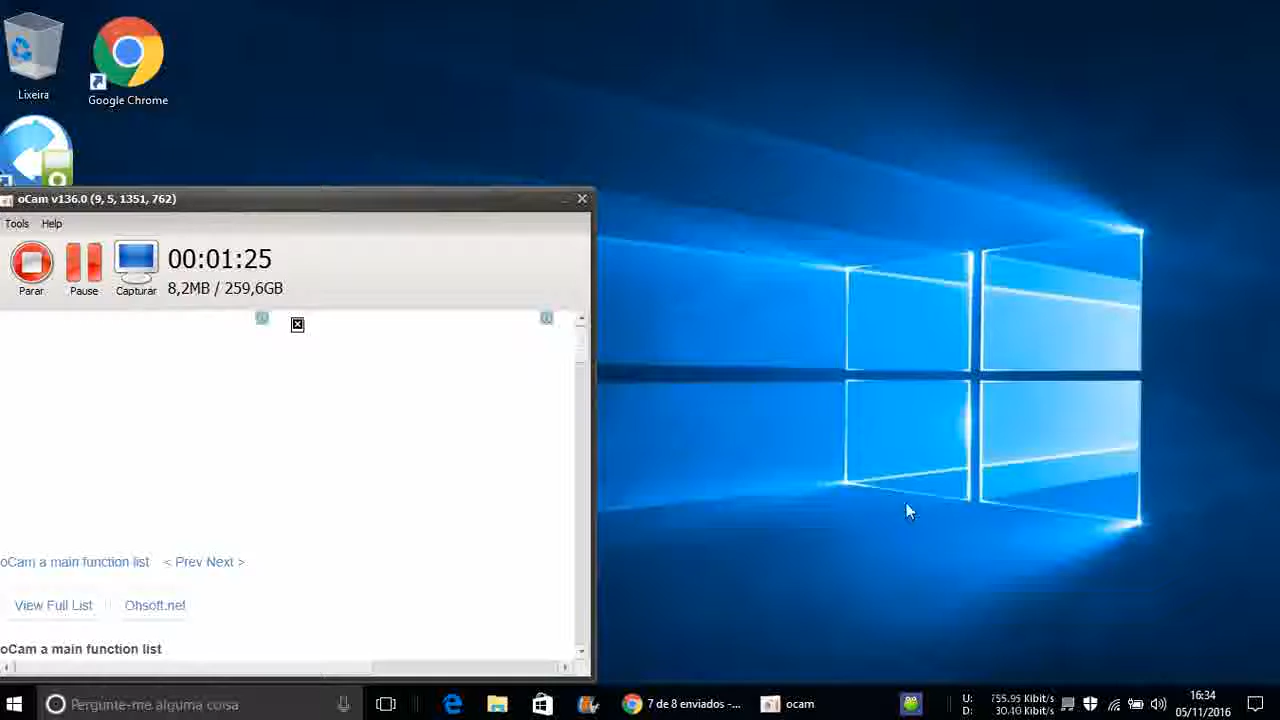 Lixeira
Google Chrome
oCam v136.0 (9, 5, 1351, 762)
Tools Help
00:01:25
8,2MB / 259,6GB
Parar Pause Capturar
oCam a main function list < Prev Next >
View Full List Ohsoft.net
oCam a main function list
Pergunte-me alguma coisa
7 de 8 enviados -...
ocam
U: 755.95 Kibit/s
D: 30.40 Kibit/s
16:34
05/11/2016